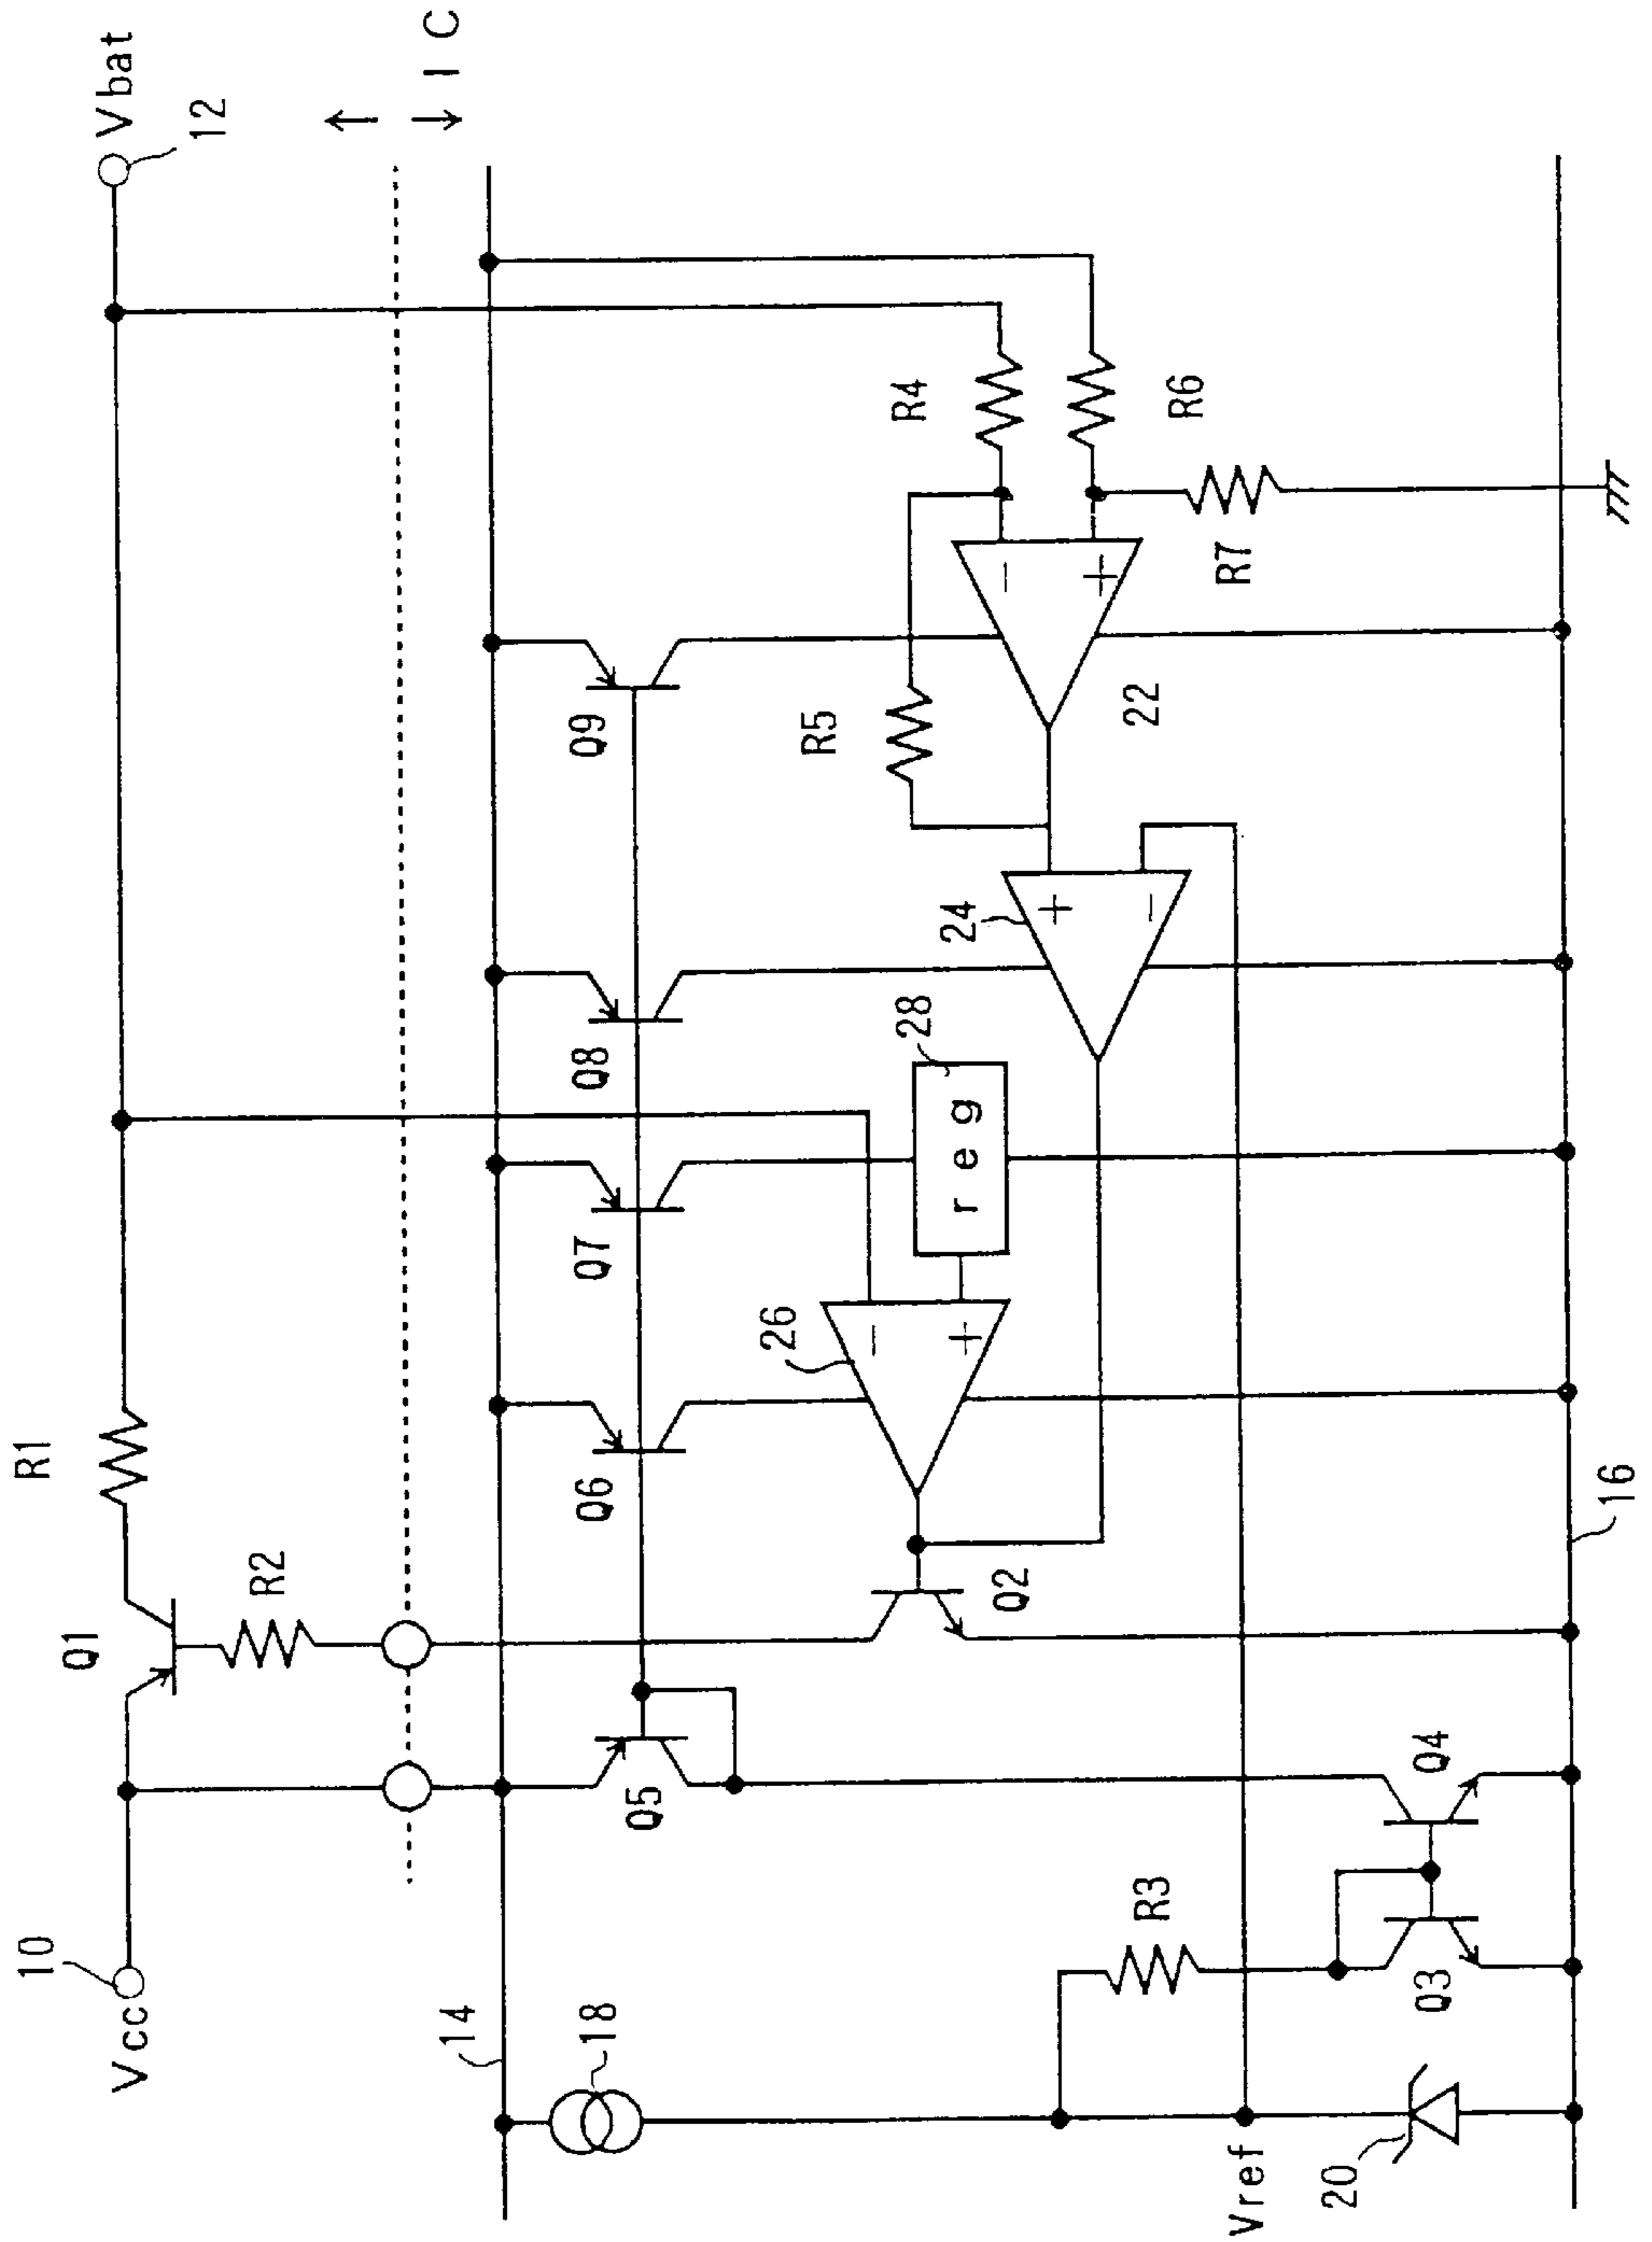 Vcc
10
Q1
R1
Vbat
12
R2
I C
14
18
Q5
Q6
Q7
Q8
Q9
Q2
26
28
reg
24
22
R5
R4
R6
R7
R3
Q3
Q4
Vref
20
16
- +
+ -
- +